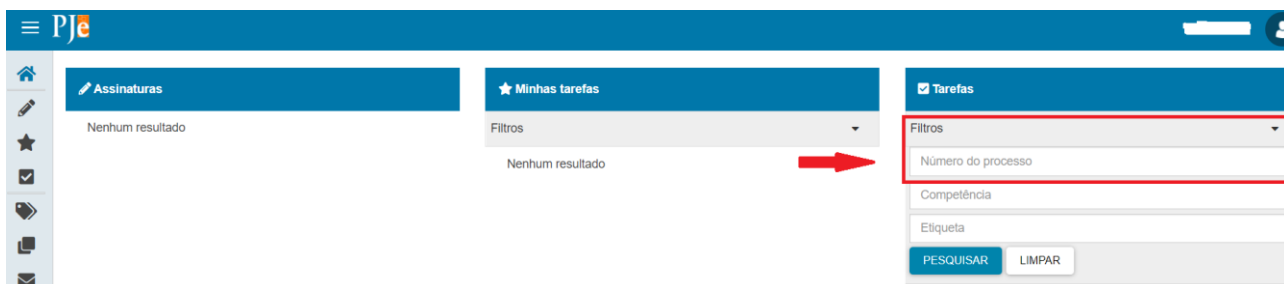 PJe
Assinaturas
Nenhum resultado
Minhas tarefas
Filtros
Nenhum resultado
Tarefas
Filtros
Número do processo
Competência
Etiqueta
PESQUISAR LIMPAR